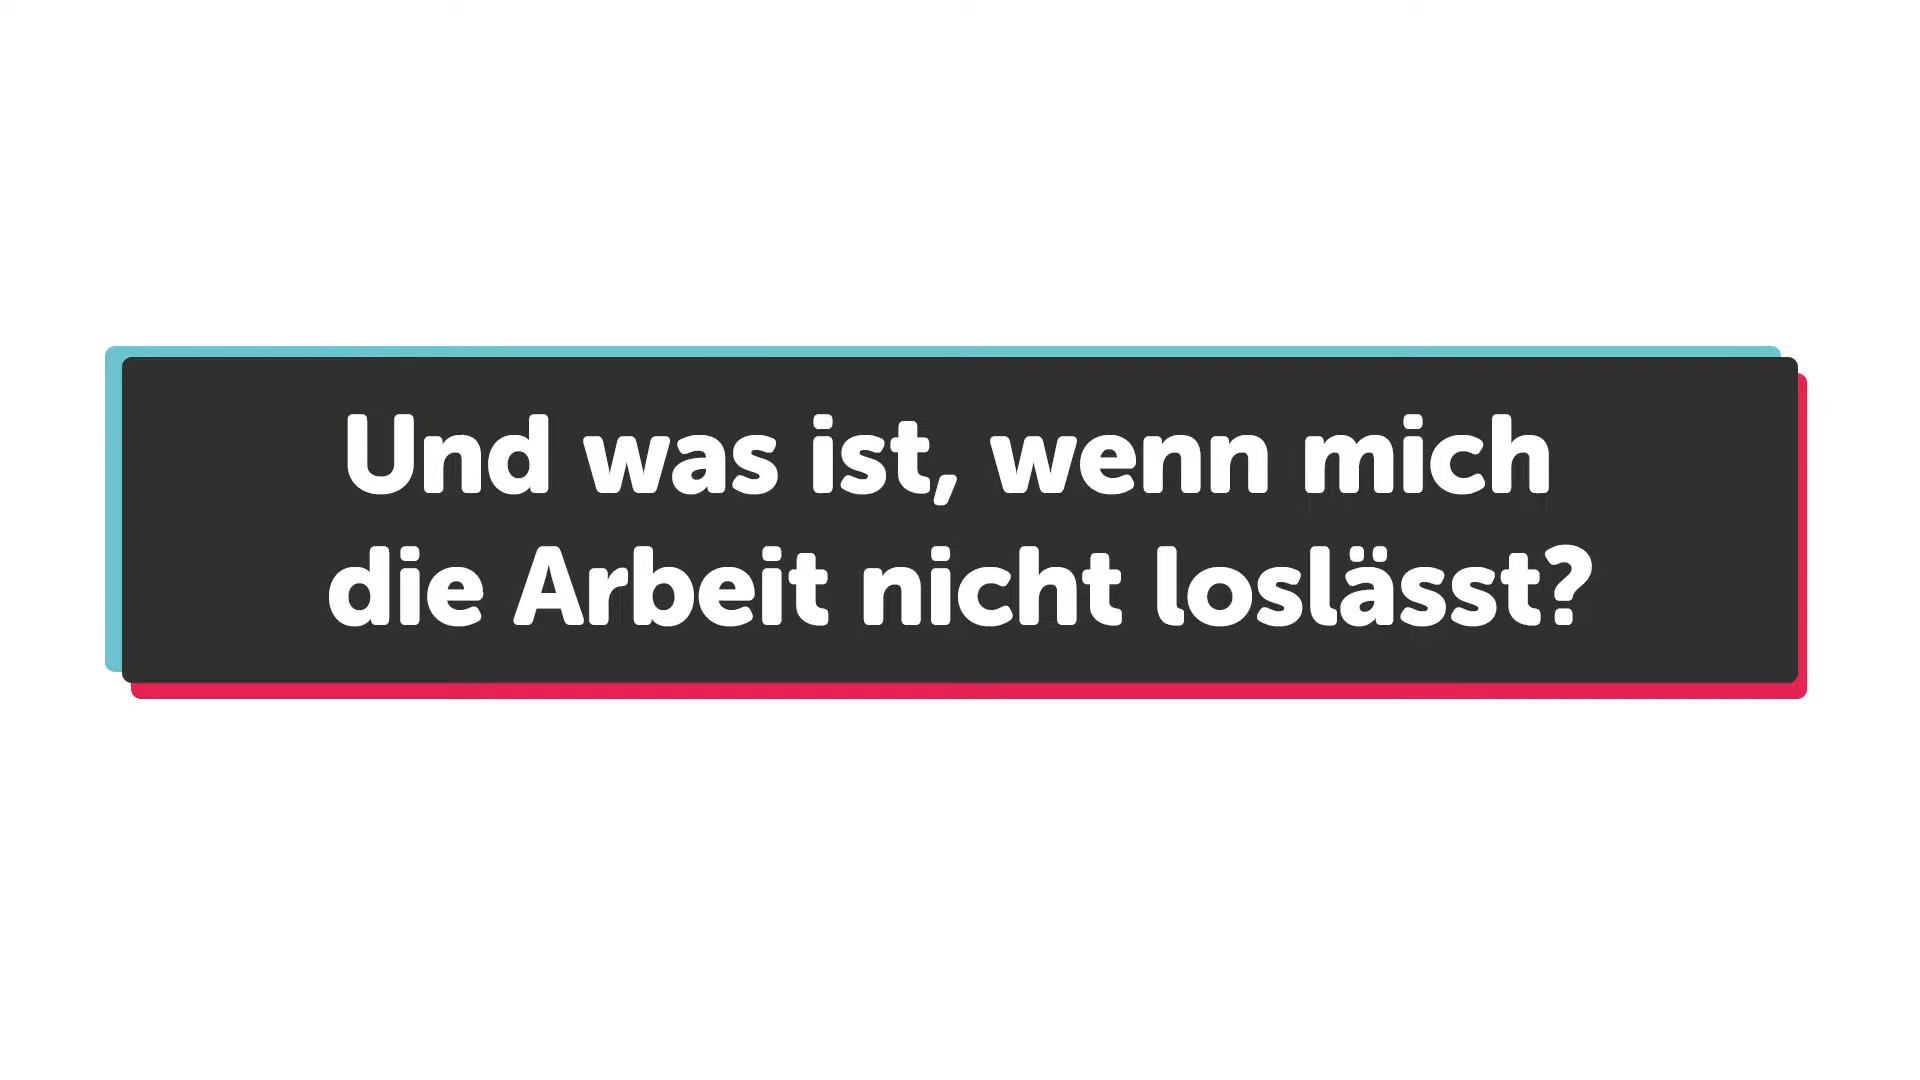 Und was ist, wenn mich
die Arbeit nicht loslässt?